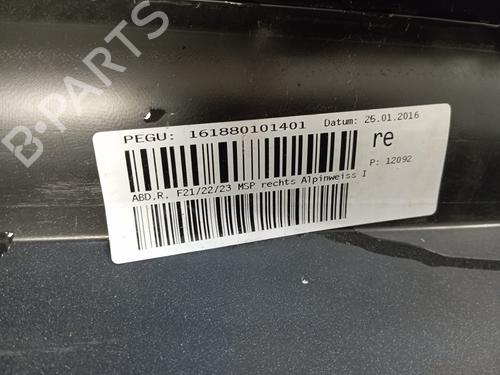 B-PARTS
PEGU: 161880101401 Datum: 26.01.2016
re
P: 12092
ABD.R. F21/22/23 MSP rechts Alpinweiss I